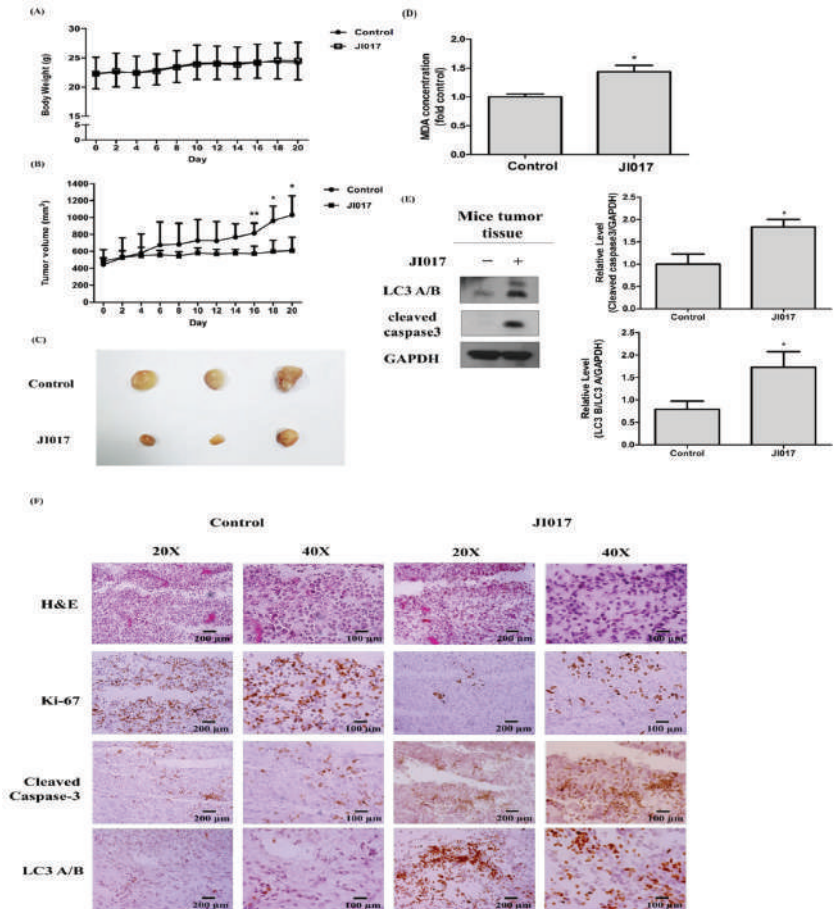 (A)
Control
JI017
Body Weight (g)
30
25
20
15
5
0
0 2 4 6 8 10 12 14 16 18 20
Day
(B)
Control
JI017
Tumor volume (mm³)
1400
1200
1000
800
600
400
200
0
** * *
0 2 4 6 8 10 12 14 16 18 20
Day
(C)
Control
JI017
(D)
MDA concentration
(fold control)
2.0
1.5
1.0
0.5
0.0
*
Control JI017
(E)
Mice tumor
tissue
JI017 − +
LC3 A/B
cleaved
caspase3
GAPDH
Relative Level
(Cleaved caspase3/GAPDH)
2.5
2.0
1.5
1.0
0.5
0.0
*
Control JI017
Relative Level
(LC3 B/LC3 A/GAPDH)
2.5
2.0
1.5
1.0
0.5
0.0
*
Control JI017
(F)
Control JI017
20X 40X 20X 40X
H&E
200 µm 100 µm 200 µm 100 µm
Ki-67
200 µm 100 µm 200 µm 100 µm
Cleaved
Caspase-3
200 µm 100 µm 200 µm 100 µm
LC3 A/B
200 µm 100 µm 200 µm 100 µm